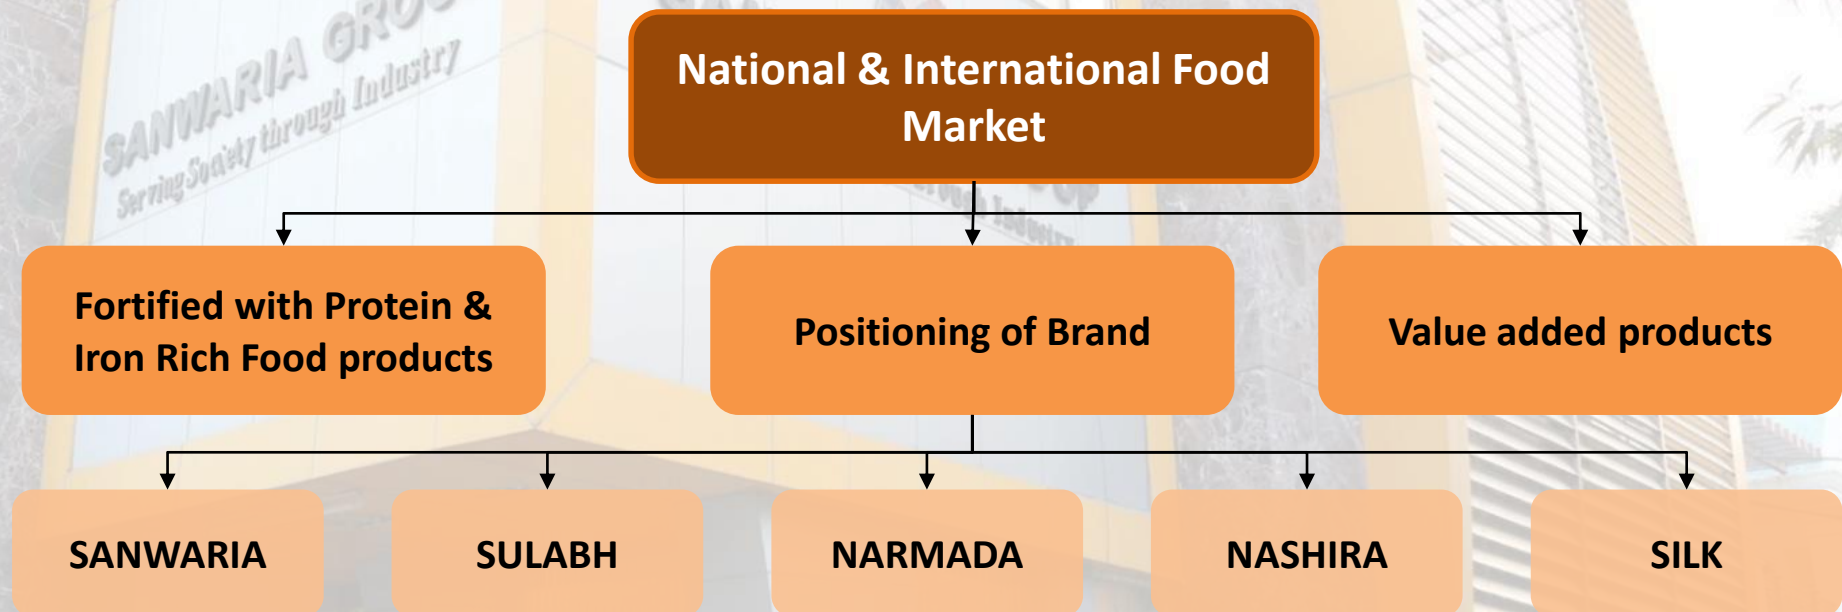 SANWARIA GROUP
Serving Society through Industry
National & International Food
Market
Fortified with Protein &
Iron Rich Food products
Positioning of Brand
Value added products
SANWARIA
SULABH
NARMADA
NASHIRA
SILK